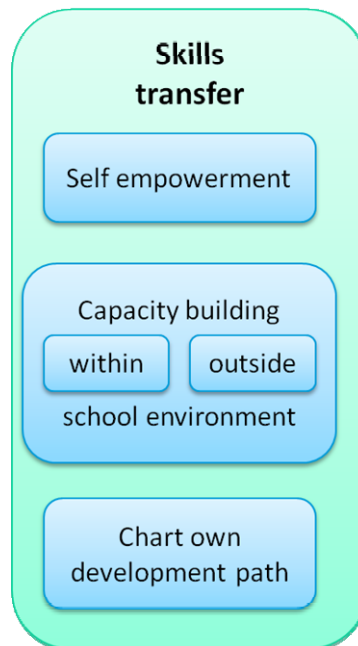 Skills
transfer
Self empowerment
Capacity building
within outside
school environment
Chart own
development path